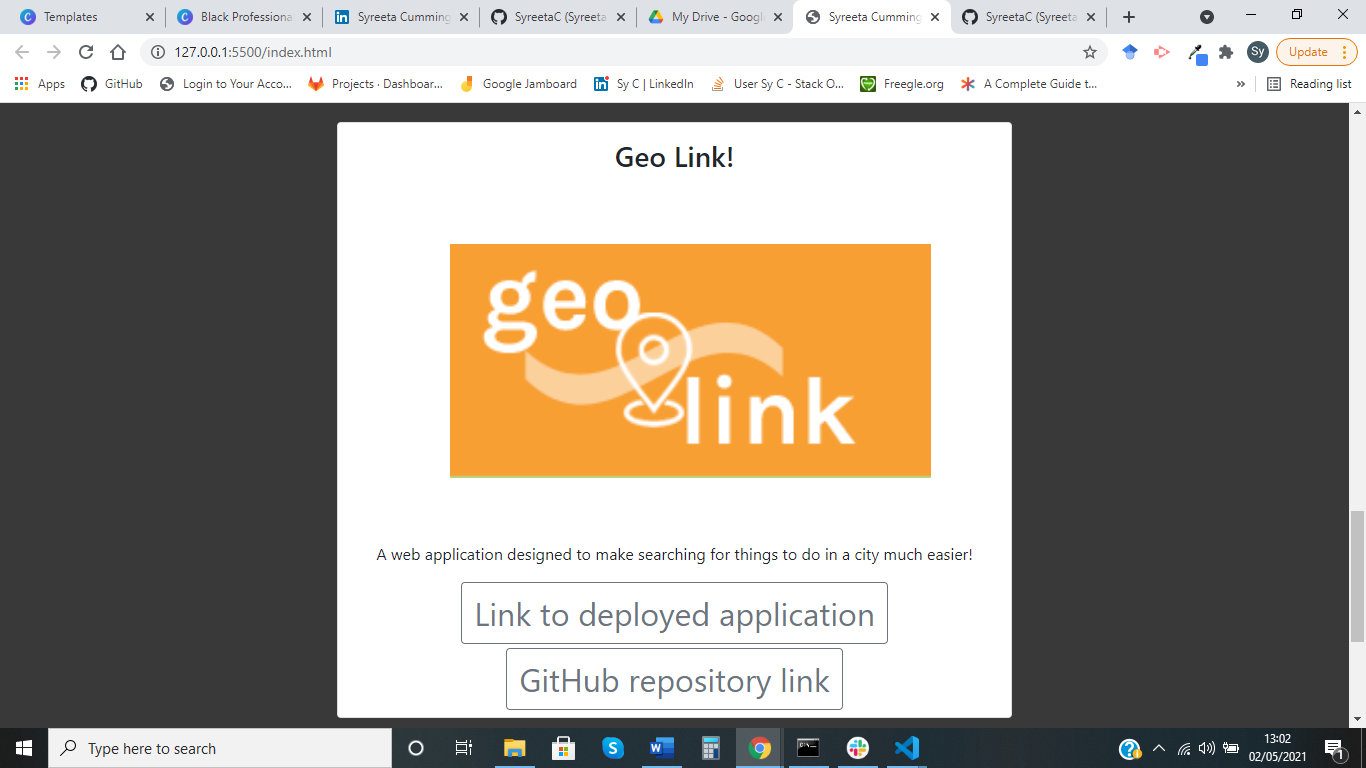 Templates
Black Professiona
Syreeta Cumming
SyreetaC (Syreeta
My Drive - Googl
Syreeta Cumming
SyreetaC (Syreeta
127.0.0.1:5500/index.html
Sy
Update
Apps
GitHub
Login to Your Acco...
Projects · Dashboar...
Google Jamboard
Sy C | LinkedIn
User Sy C - Stack O...
Freegle.org
A Complete Guide t...
»
Reading list
Geo Link!
geo
link
A web application designed to make searching for things to do in a city much easier!
Link to deployed application
GitHub repository link
Type here to search
13:02
02/05/2021
1